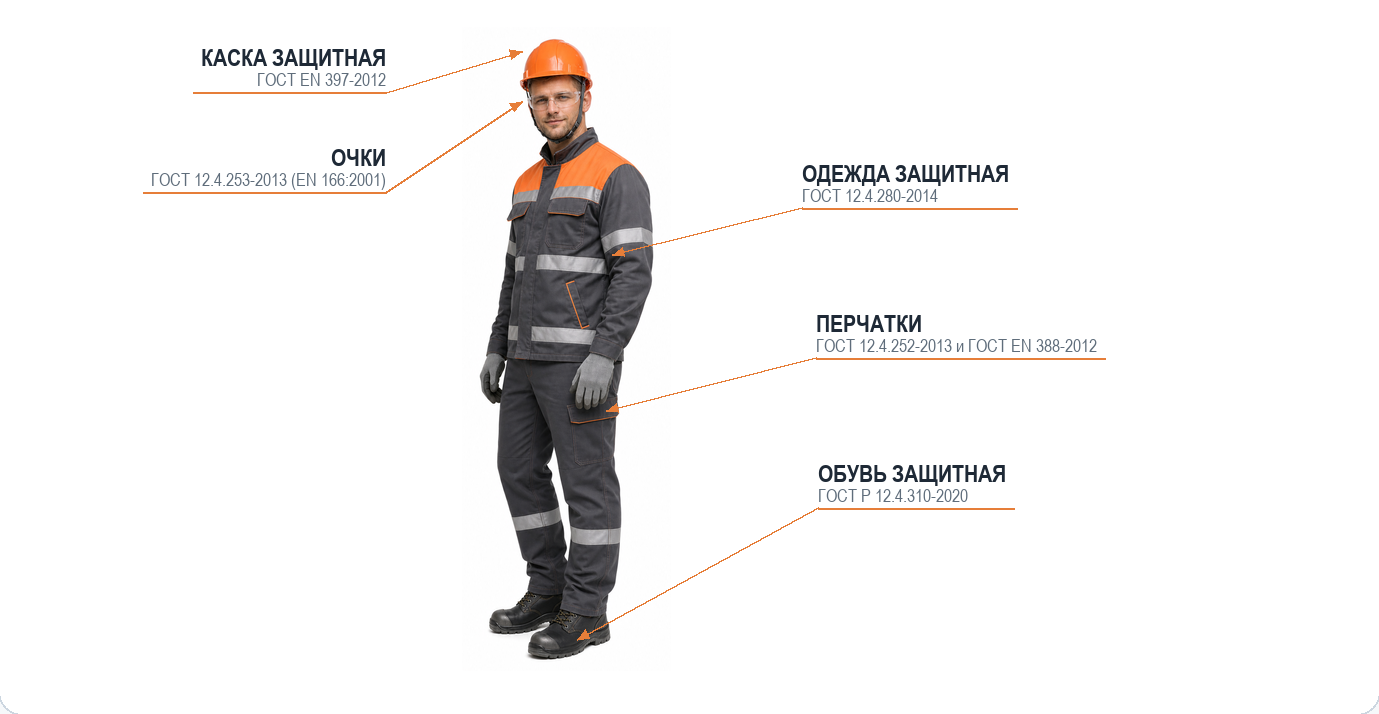 КАСКА ЗАЩИТНАЯ
ГОСТ EN 397-2012
ОЧКИ
ГОСТ 12.4.253-2013 (EN 166:2001)
ОДЕЖДА ЗАЩИТНАЯ
ГОСТ 12.4.280-2014
ПЕРЧАТКИ
ГОСТ 12.4.252-2013 и ГОСТ EN 388-2012
ОБУВЬ ЗАЩИТНАЯ
ГОСТ Р 12.4.310-2020